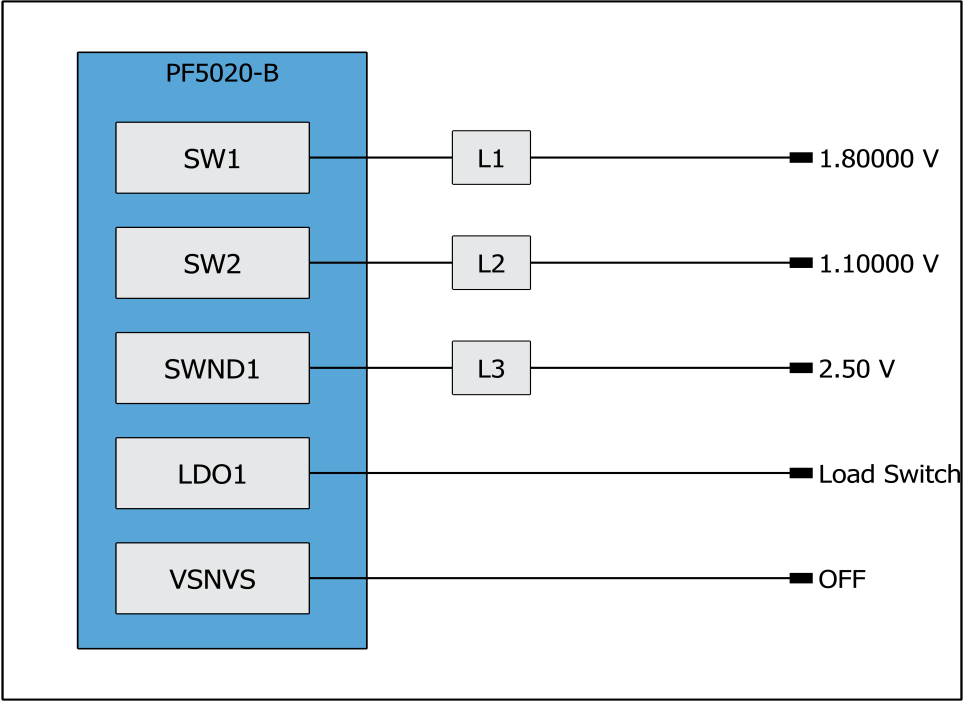 PF5020-B
SW1 L1 1.80000 V
SW2 L2 1.10000 V
SWND1 L3 2.50 V
LDO1 Load Switch
VSNVS OFF